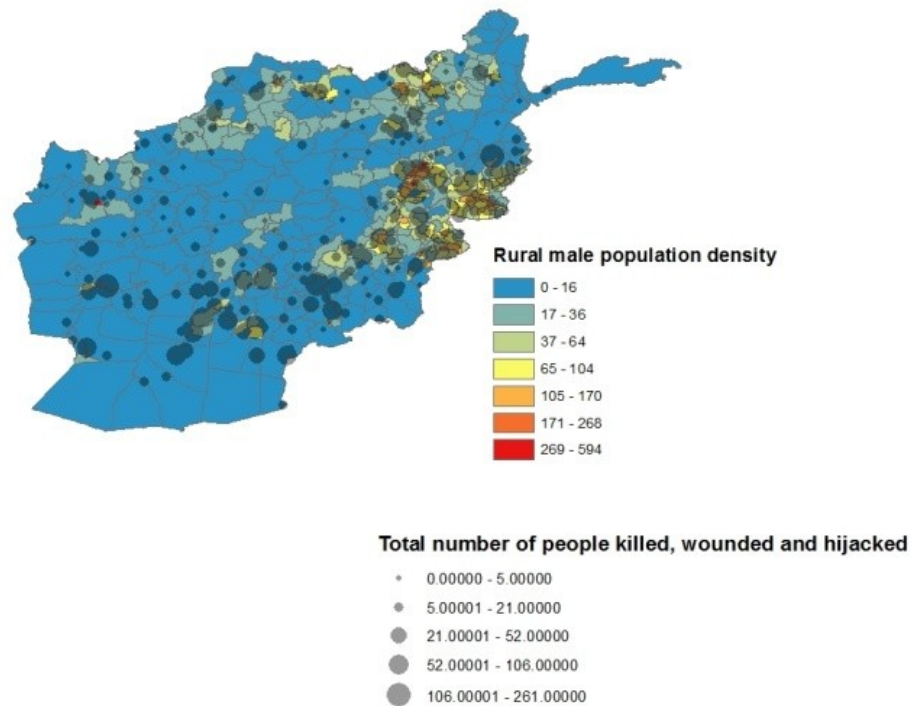 Rural male population density
0 - 16
17 - 36
37 - 64
65 - 104
105 - 170
171 - 268
269 - 594
Total number of people killed, wounded and hijacked
0.00000 - 5.00000
5.00001 - 21.00000
21.00001 - 52.00000
52.00001 - 106.00000
106.00001 - 261.00000